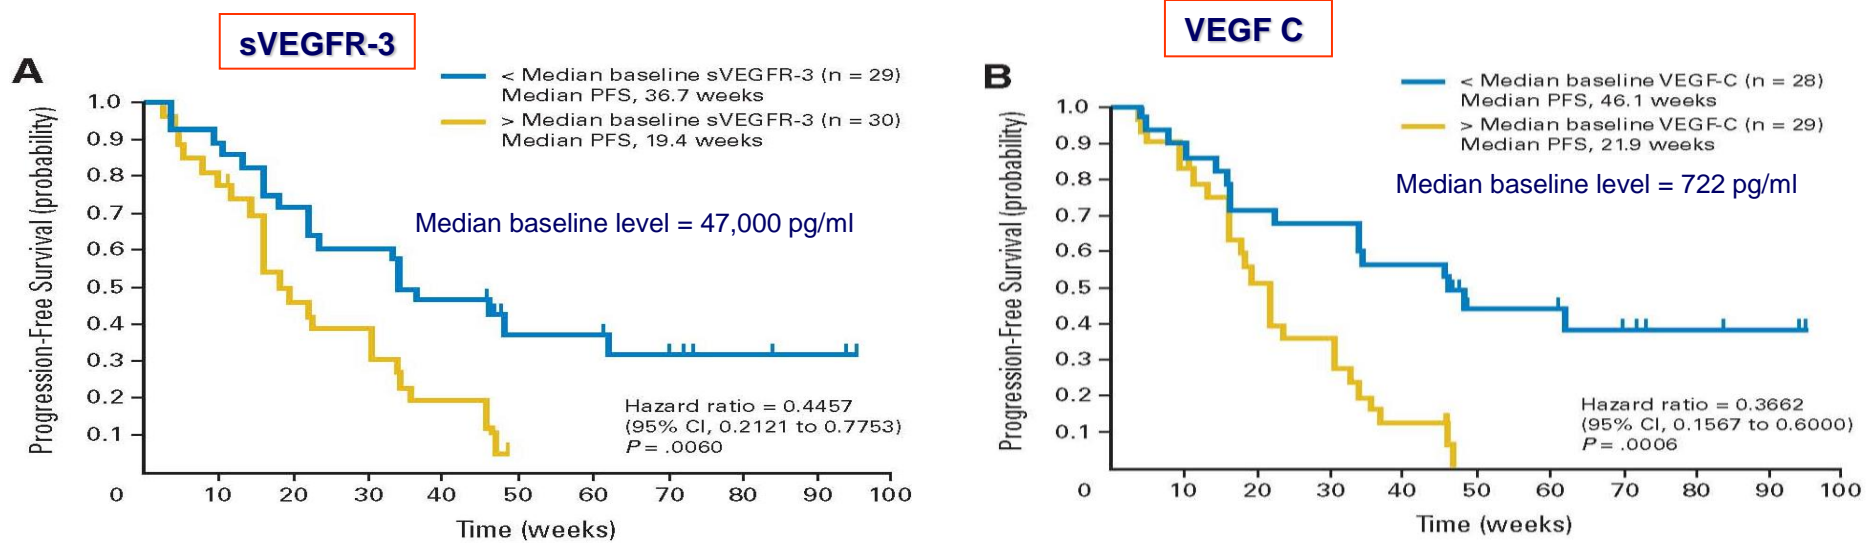 sVEGFR-3
A
< Median baseline sVEGFR-3 (n = 29)
Median PFS, 36.7 weeks
> Median baseline sVEGFR-3 (n = 30)
Median PFS, 19.4 weeks
Median baseline level = 47,000 pg/ml
Progression-Free Survival (probability)
1.0
0.9
0.8
0.7
0.6
0.5
0.4
0.3
0.2
0.1
Hazard ratio = 0.4457
(95% CI, 0.2121 to 0.7753)
P = .0060
0 10 20 30 40 50 60 70 80 90 100
Time (weeks)
VEGF C
B
< Median baseline VEGF-C (n = 28)
Median PFS, 46.1 weeks
> Median baseline VEGF-C (n = 29)
Median PFS, 21.9 weeks
Median baseline level = 722 pg/ml
Progression-Free Survival (probability)
1.0
0.9
0.8
0.7
0.6
0.5
0.4
0.3
0.2
0.1
Hazard ratio = 0.3662
(95% CI, 0.1567 to 0.6000)
P = .0006
0 10 20 30 40 50 60 70 80 90 100
Time (weeks)